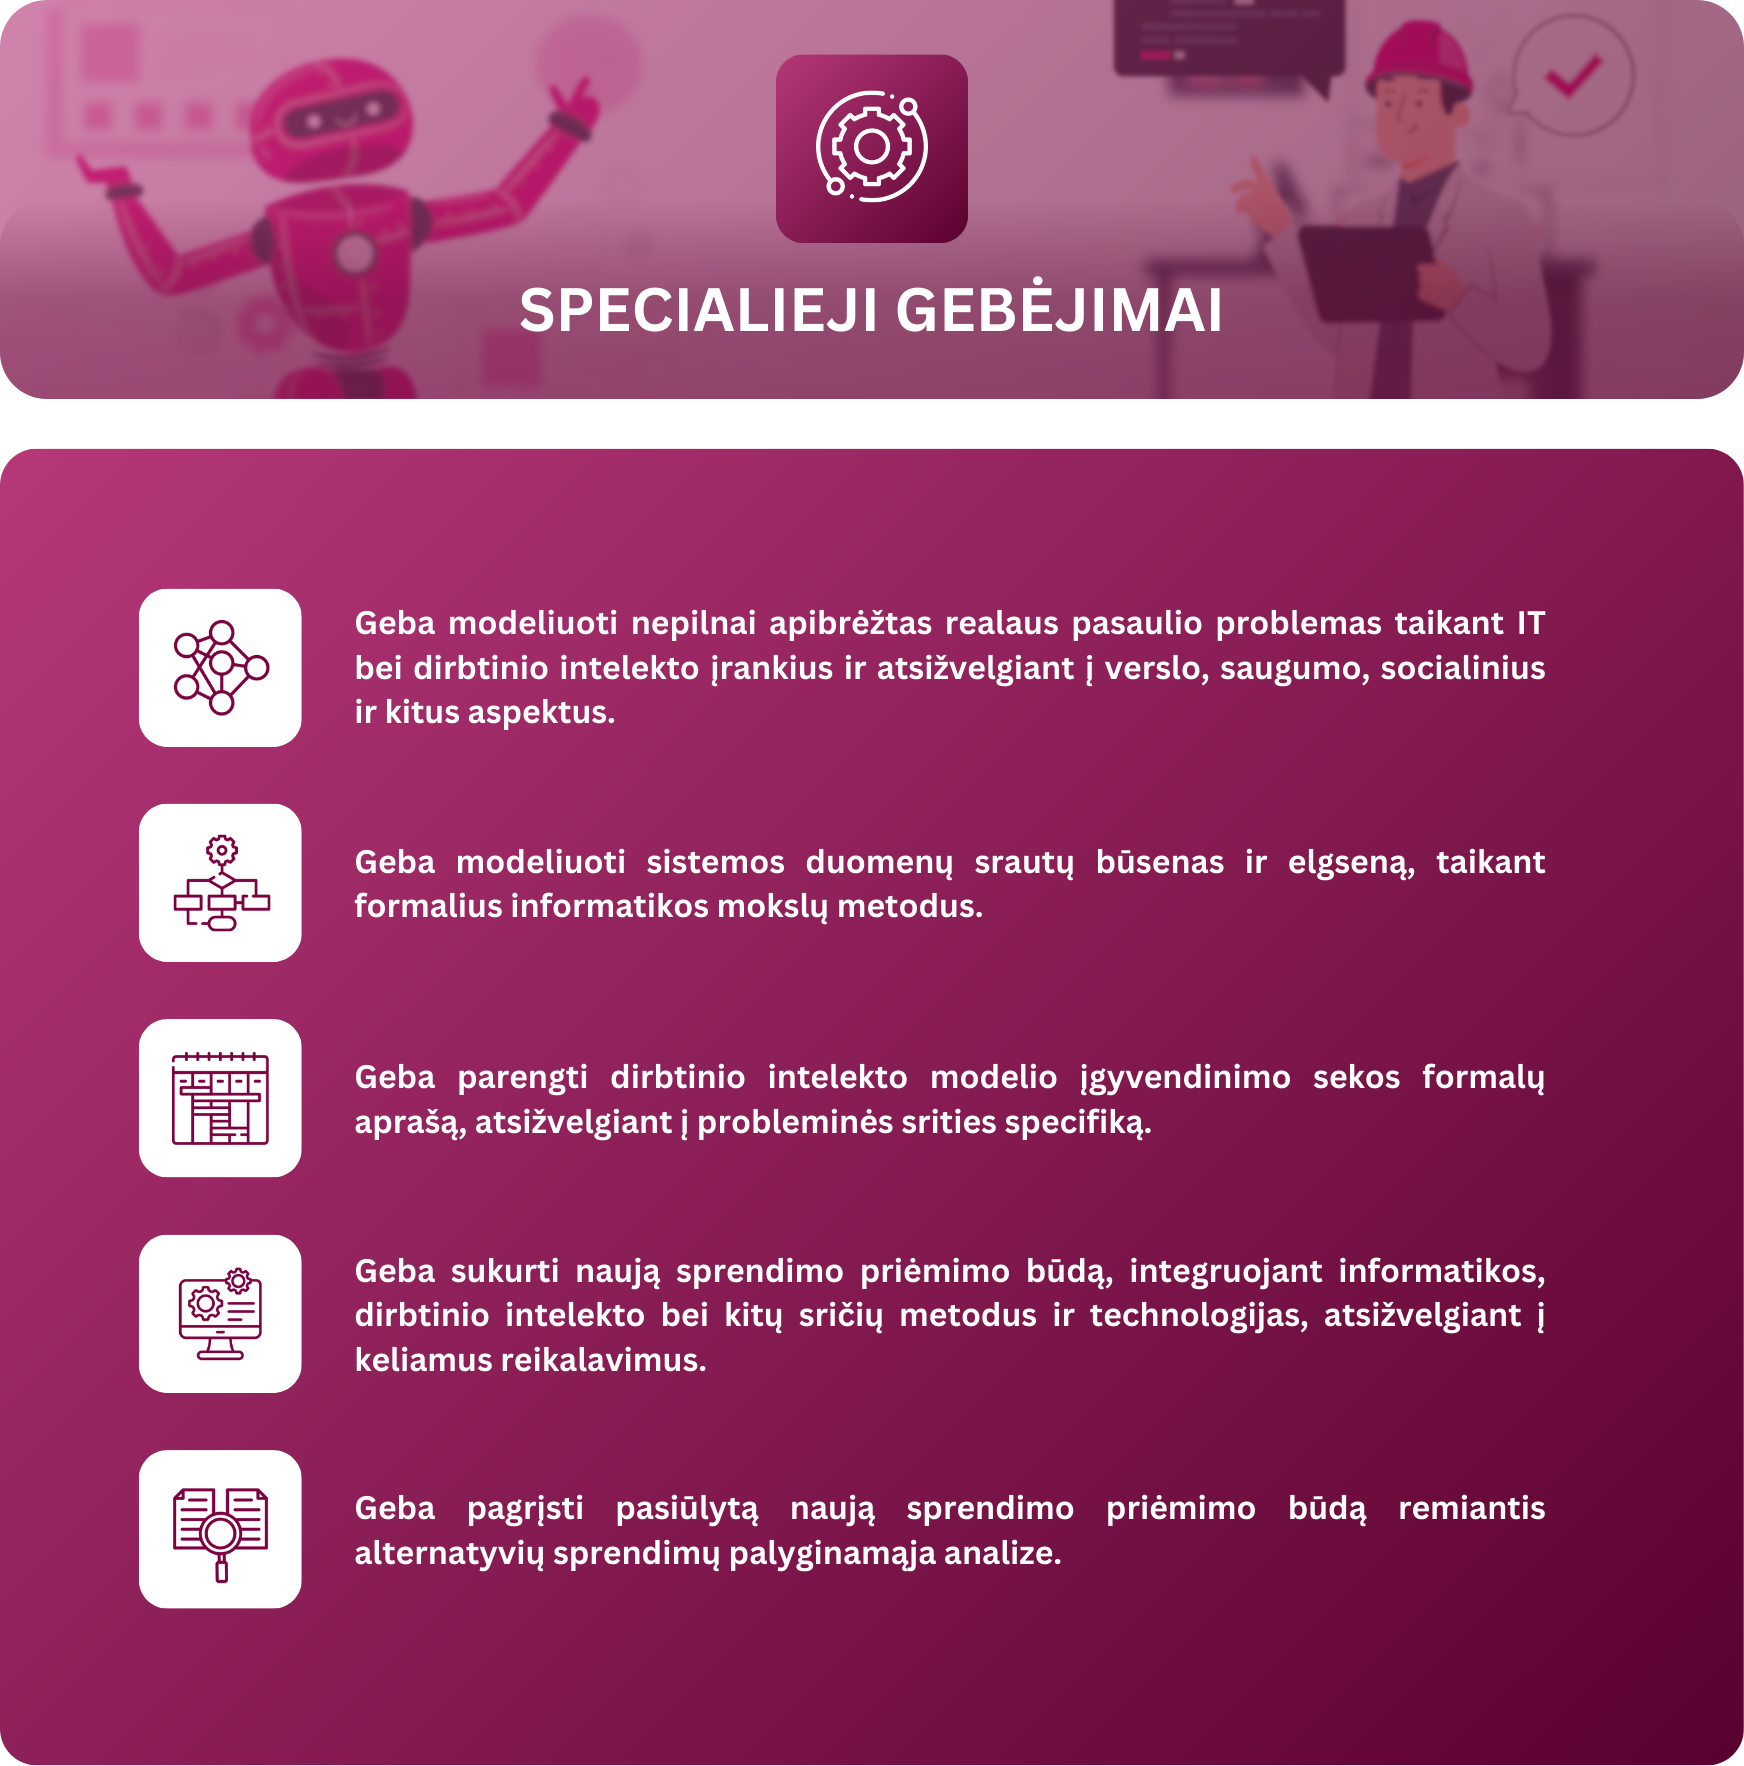 SPECIALIEJI GEBĖJIMAI
Geba modeliuoti nepilnai apibrėžtas realaus pasaulio problemas taikant IT
bei dirbtinio intelekto įrankius ir atsižvelgiant į verslo, saugumo, socialinius
ir kitus aspektus.
Geba modeliuoti sistemos duomenų srautų būsenas ir elgseną, taikant
formalius informatikos mokslų metodus.
Geba parengti dirbtinio intelekto modelio įgyvendinimo sekos formalų
aprašą, atsižvelgiant į probleminės srities specifiką.
Geba sukurti naują sprendimo priėmimo būdą, integruojant informatikos,
dirbtinio intelekto bei kitų sričių metodus ir technologijas, atsižvelgiant į
keliamus reikalavimus.
Geba pagrįsti pasiūlytą naują sprendimo priėmimo būdą remiantis
alternatyvių sprendimų palyginamąja analize.